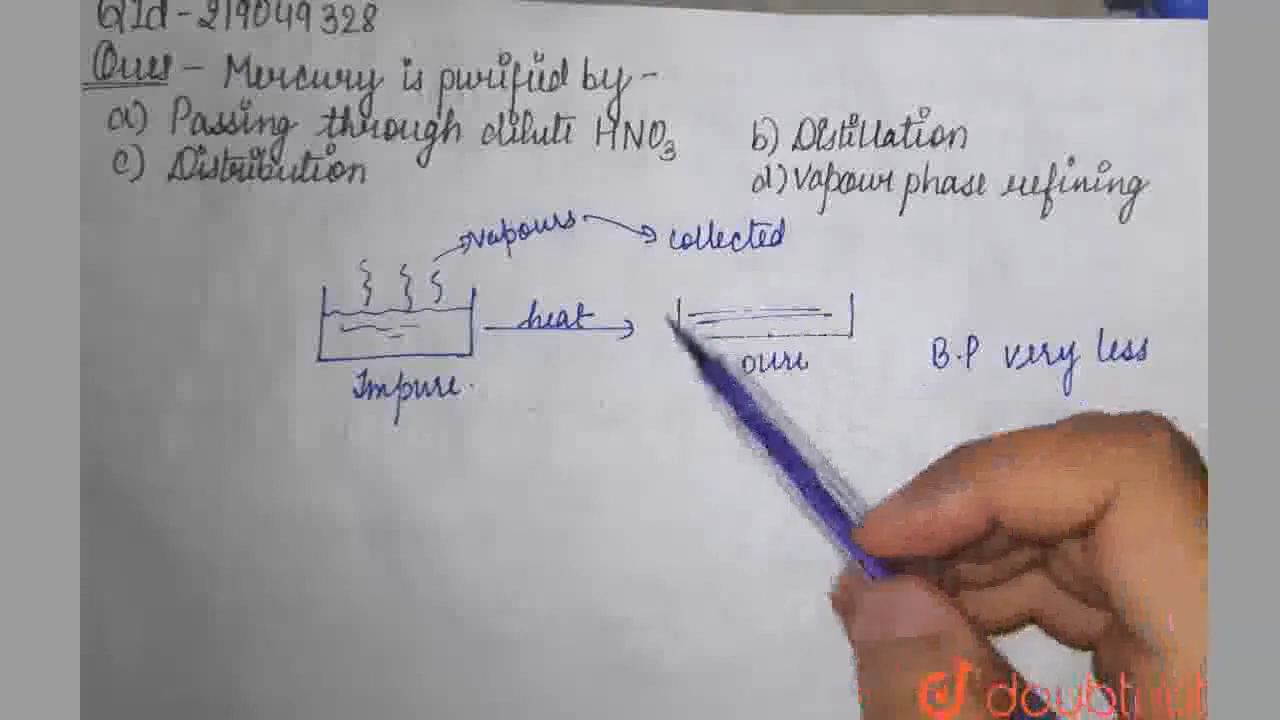 QId - 219049328
Ques - Mercury is purified by -
a) Passing through dilute HNO3 b) Distillation
c) Distribution d) Vapour phase refining
vapours collected
heat
Impure. pure B.P very less
doubtnut